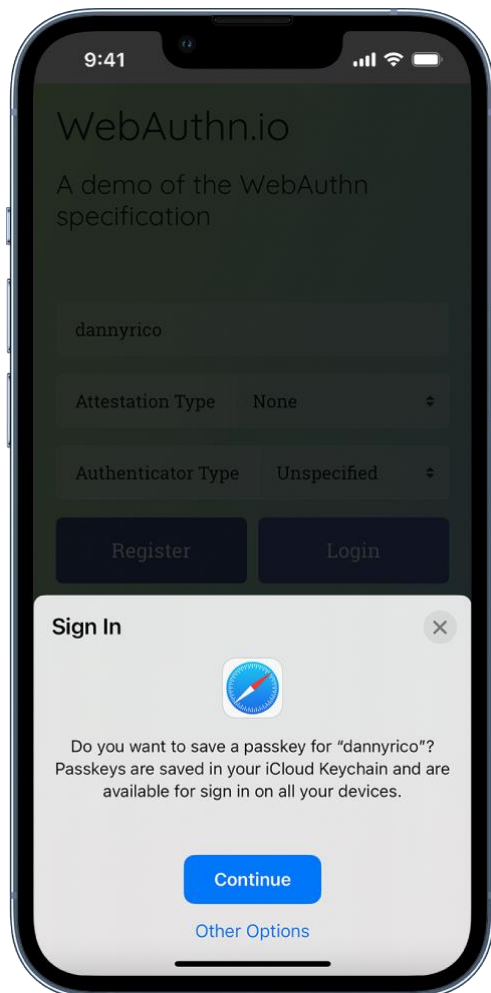 9:41
WebAuthn.io
A demo of the WebAuthn
specification
dannyrico
Attestation Type None
Authenticator Type Unspecified
Register Login
Sign In
Do you want to save a passkey for “dannyrico”?
Passkeys are saved in your iCloud Keychain and are
available for sign in on all your devices.
Continue
Other Options